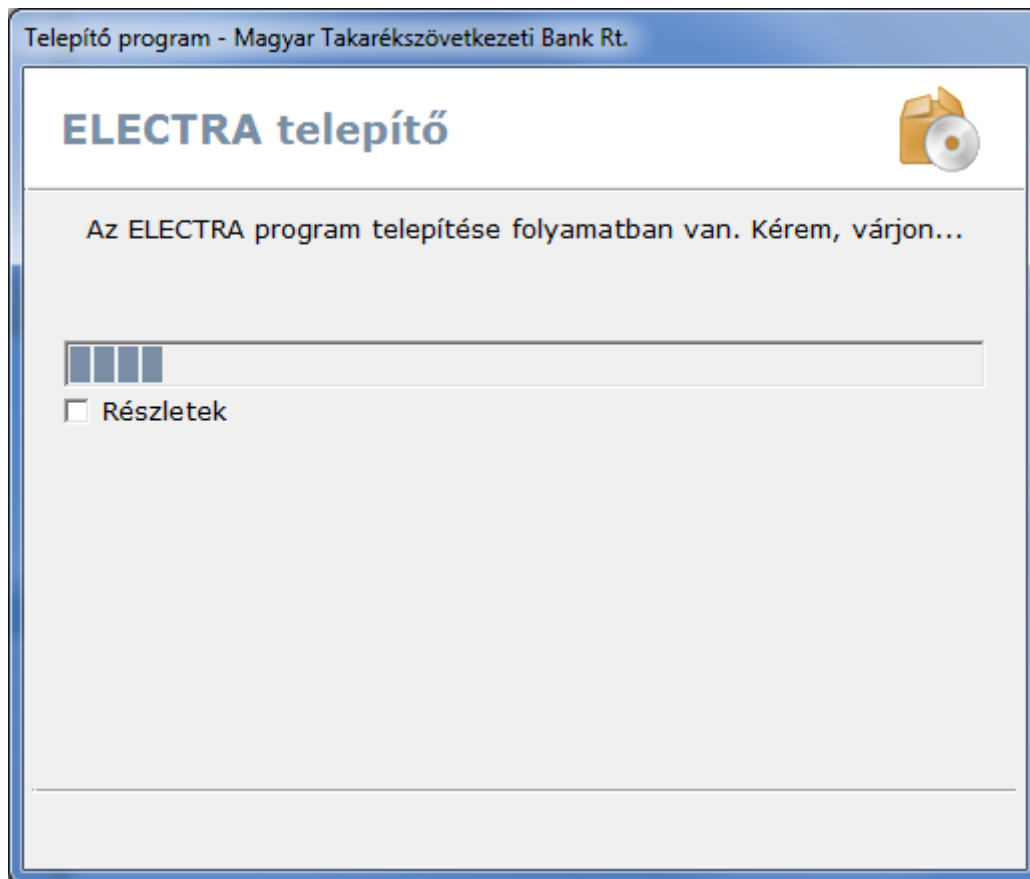 Telepítő program - Magyar Takarékszövetkezeti Bank Rt.
ELECTRA telepítő
Az ELECTRA program telepítése folyamatban van. Kérem, várjon...
Részletek